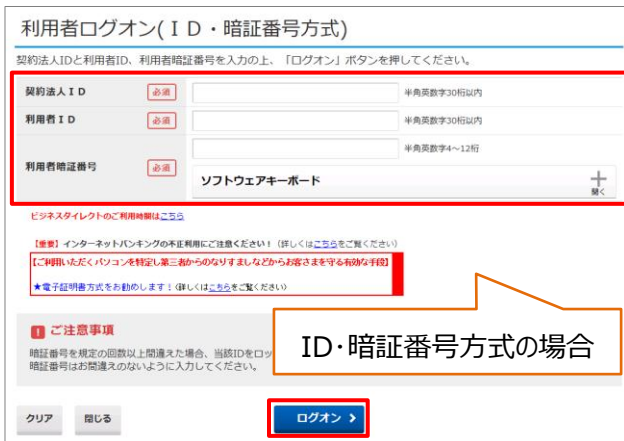 利用者ログオン(ＩＤ・暗証番号方式)
契約法人IDと利用者ID、利用者暗証番号を入力の上、「ログオン」ボタンを押してください。
契約法人ＩＤ 必須 半角英数字30桁以内
利用者ＩＤ 必須 半角英数字30桁以内
半角英数字4～12桁
利用者暗証番号 必須
ソフトウェアキーボード
開く
ビジネスダイレクトのご利用時間はこちら
【重要】インターネットバンキングの不正利用にご注意ください！（詳しくはこちらをご覧ください）
【ご利用いただくパソコンを特定し第三者からのなりすましなどからお客さまを守る有効な手段】
★電子証明書方式をお勧めします！（詳しくはこちらをご覧ください）
ご注意事項
暗証番号を規定の回数以上間違えた場合、当該IDをロッ
暗証番号はお間違えのないように入力してください。
ID・暗証番号方式の場合
クリア 閉じる ログオン